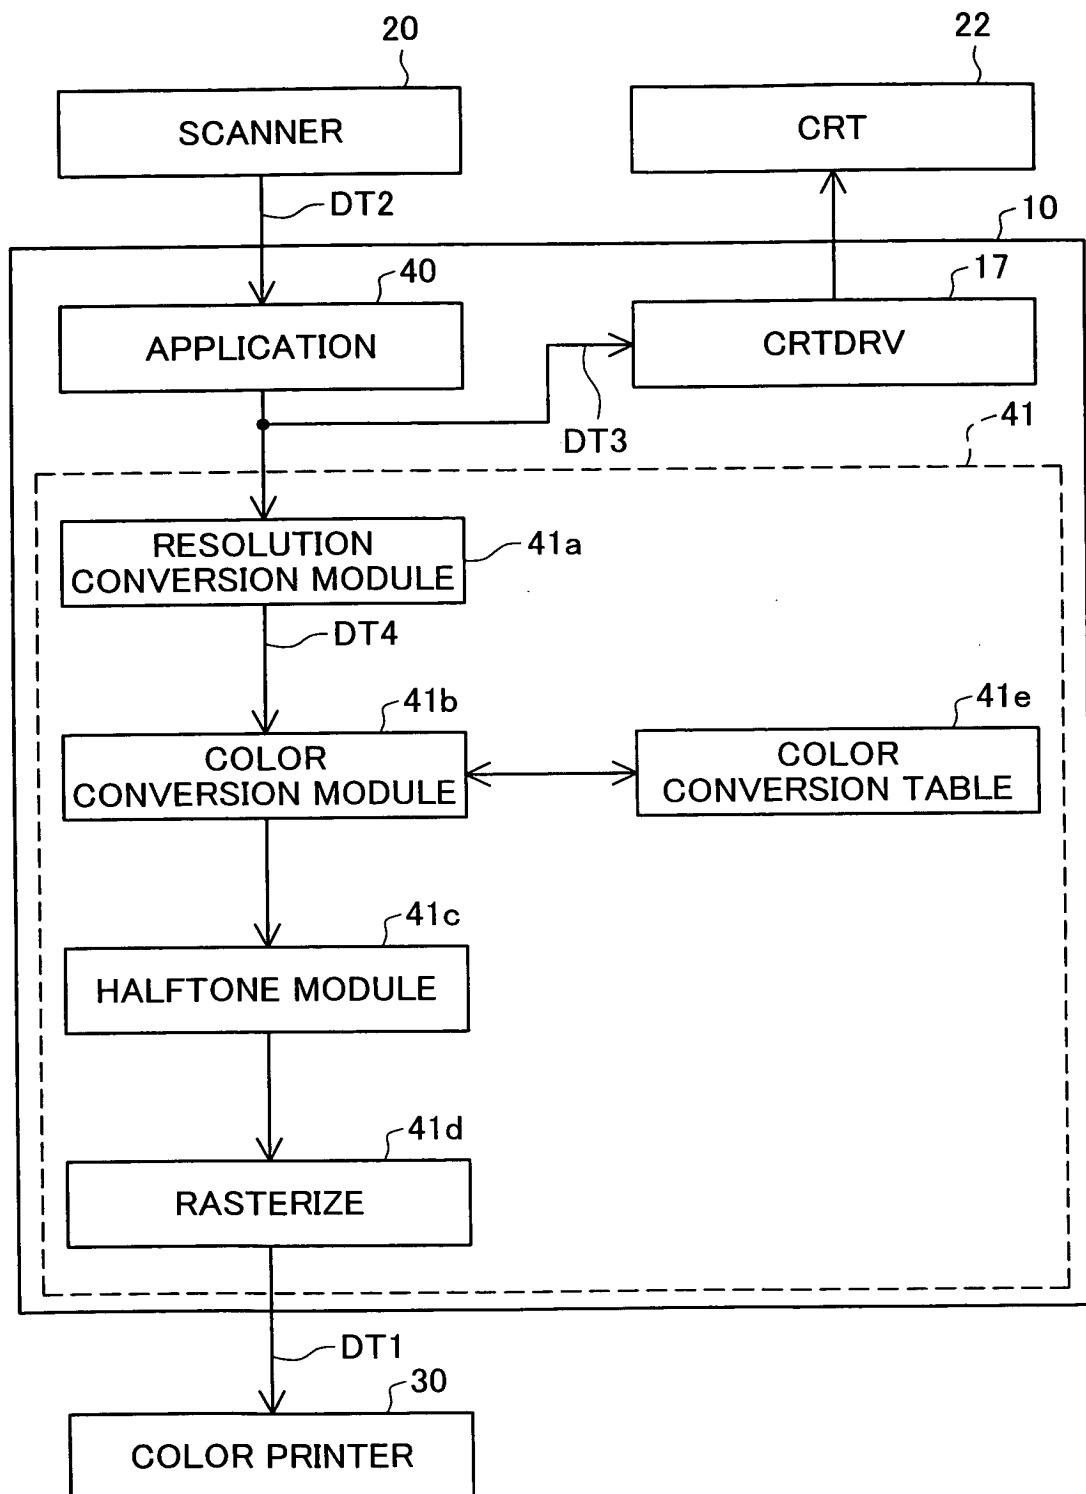 20
22
SCANNER
CRT
DT2
10
40
17
APPLICATION
CRTDRV
DT3
41
RESOLUTION
CONVERSION MODULE
41a
DT4
41b
41e
COLOR
CONVERSION MODULE
COLOR
CONVERSION TABLE
41c
HALFTONE MODULE
41d
RASTERIZE
DT1
30
COLOR PRINTER